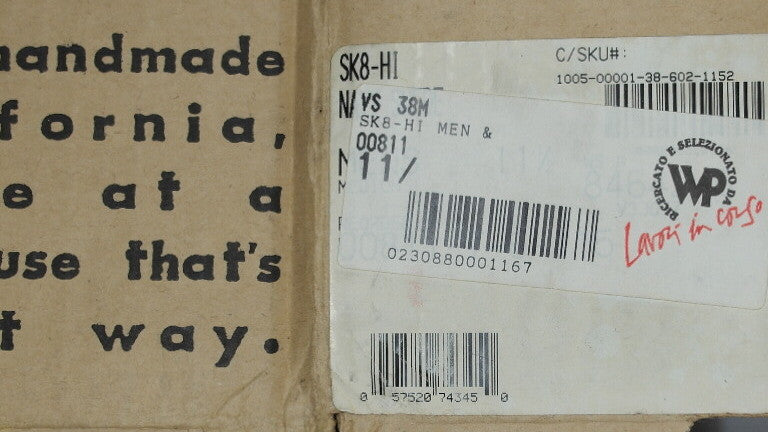 handmade
fornia,
e at a
use that's
t way.
SK8-HI
C/SKU#:
1005-00001-38-602-1152
VS 38M
SK8-HI MEN &
00811
11/
RICERCATO E SELEZIONATO DA
WP
Lavori in corso
0230880001167
0 57520 74345 0